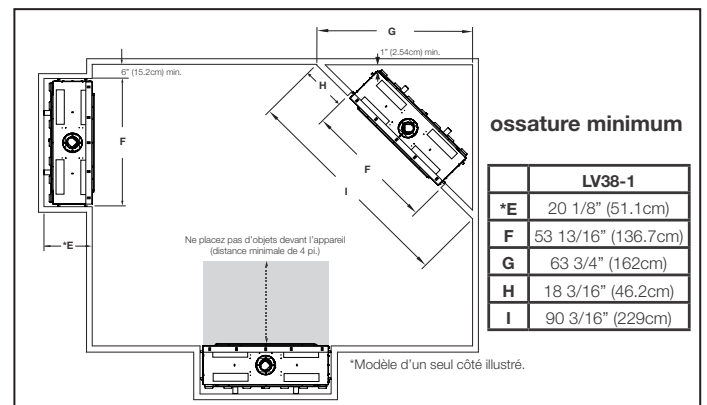 G
1” (2.54cm) min.
6” (15.2cm) min.
H
F
F
I
*E
Ne placez pas d’objets devant l’appareil
(distance minimale de 4 pi.)
*Modèle d’un seul côté illustré.
ossature minimum
LV38-1
*E 20 1/8” (51.1cm)
F 53 13/16” (136.7cm)
G 63 3/4” (162cm)
H 18 3/16” (46.2cm)
I 90 3/16” (229cm)